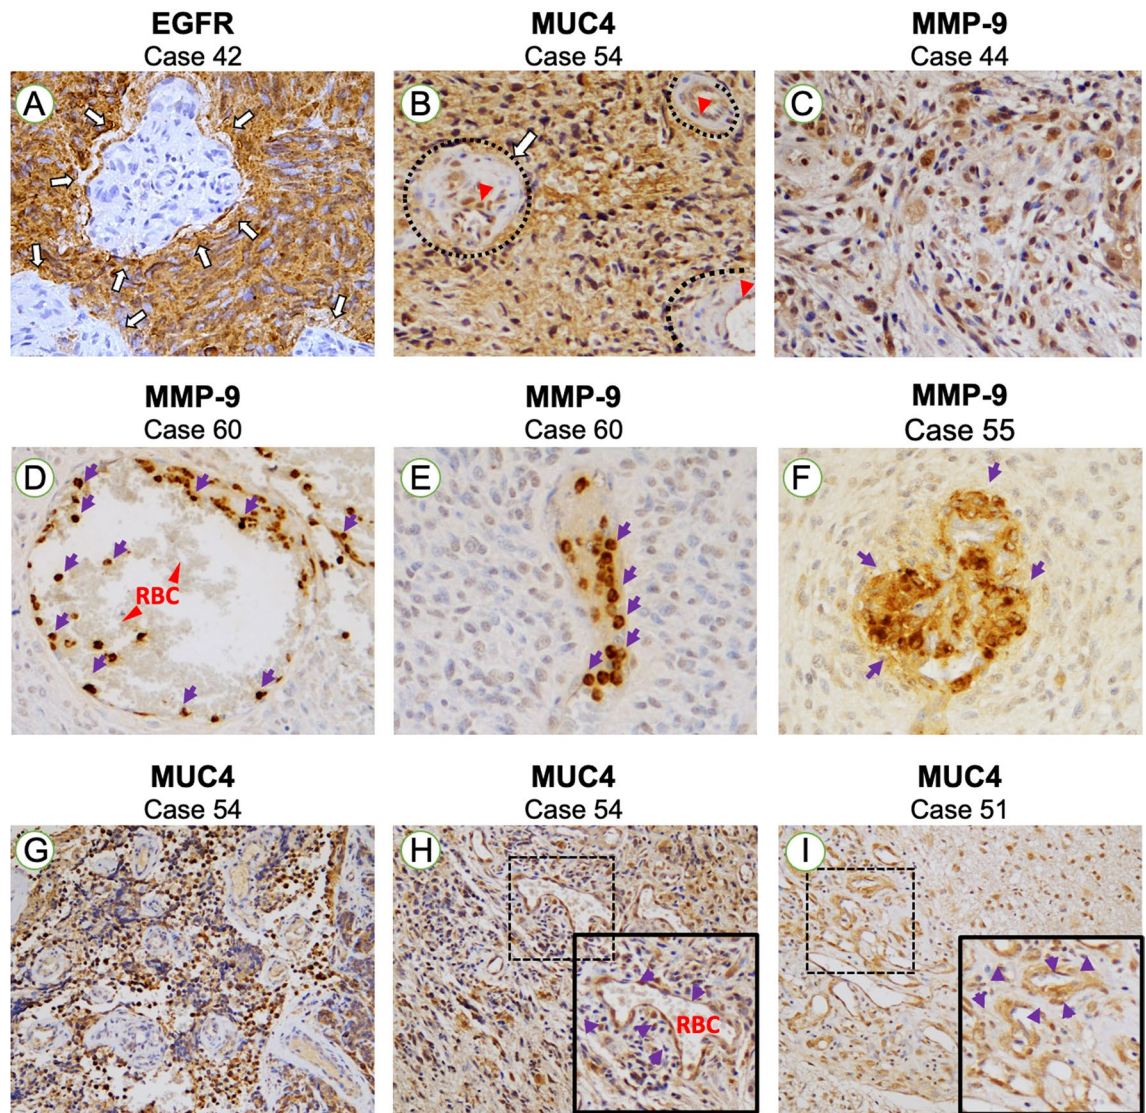 EGFR
Case 42
A
MUC4
Case 54
B
MMP-9
Case 44
C
MMP-9
Case 60
D
RBC
MMP-9
Case 60
E
MMP-9
Case 55
F
MUC4
Case 54
G
MUC4
Case 54
H
RBC
MUC4
Case 51
I